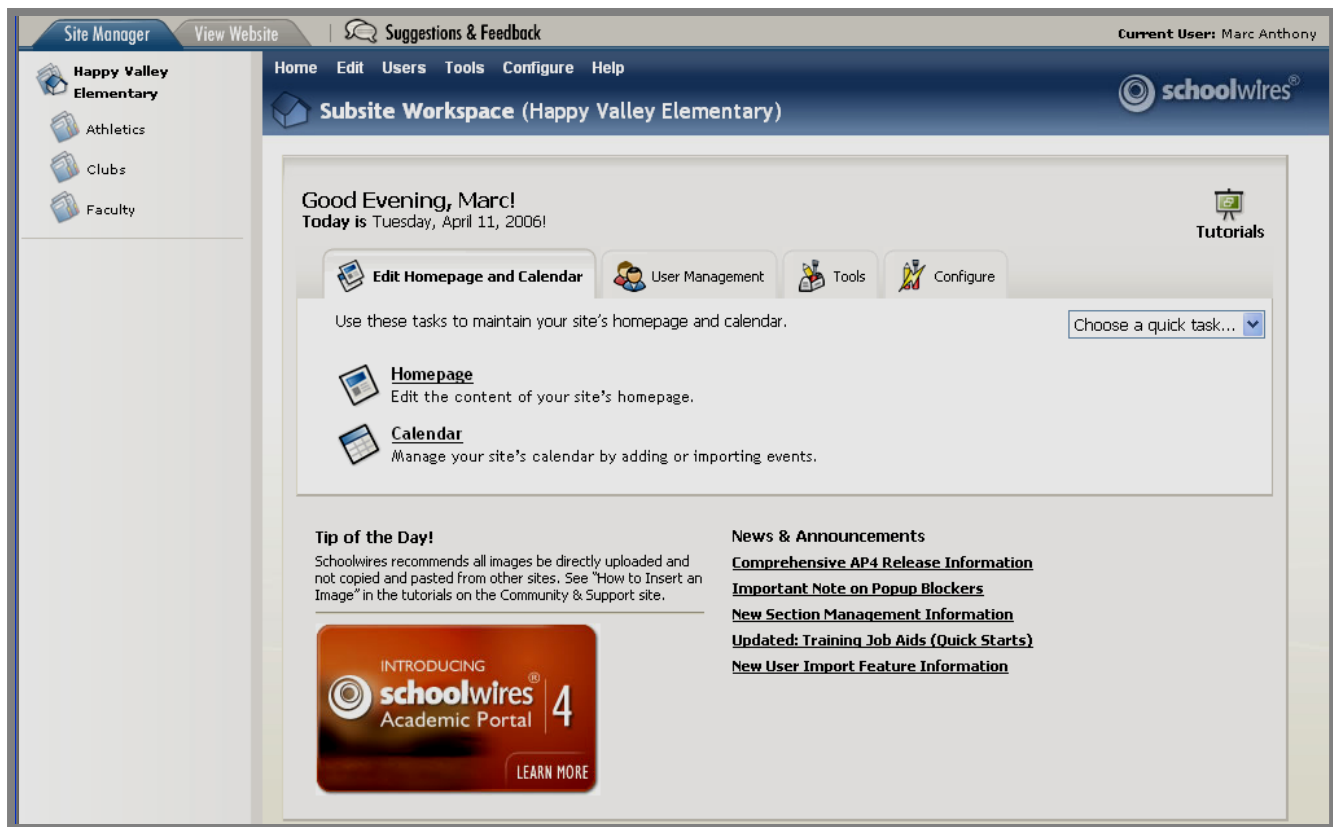 Site Manager
View Website
Suggestions & Feedback
Current User: Marc Anthony
Happy Valley
Elementary
Athletics
Clubs
Faculty
Home Edit Users Tools Configure Help
Subsite Workspace (Happy Valley Elementary)
schoolwires®
Good Evening, Marc!
Today is Tuesday, April 11, 2006!
Tutorials
Edit Homepage and Calendar
User Management
Tools
Configure
Use these tasks to maintain your site's homepage and calendar.
Choose a quick task...
Homepage
Edit the content of your site's homepage.
Calendar
Manage your site's calendar by adding or importing events.
Tip of the Day!
Schoolwires recommends all images be directly uploaded and
not copied and pasted from other sites. See "How to Insert an
Image" in the tutorials on the Community & Support site.
INTRODUCING
schoolwires®
Academic Portal 4
LEARN MORE
News & Announcements
Comprehensive AP4 Release Information
Important Note on Popup Blockers
New Section Management Information
Updated: Training Job Aids (Quick Starts)
New User Import Feature Information